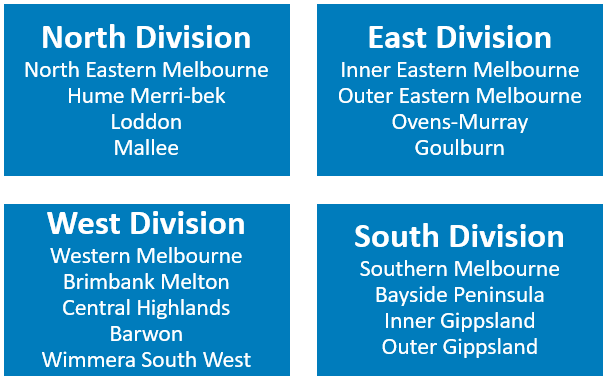 North Division
North Eastern Melbourne
Hume Merri-bek
Loddon
Mallee
East Division
Inner Eastern Melbourne
Outer Eastern Melbourne
Ovens-Murray
Goulburn
West Division
Western Melbourne
Brimbank Melton
Central Highlands
Barwon
Wimmera South West
South Division
Southern Melbourne
Bayside Peninsula
Inner Gippsland
Outer Gippsland